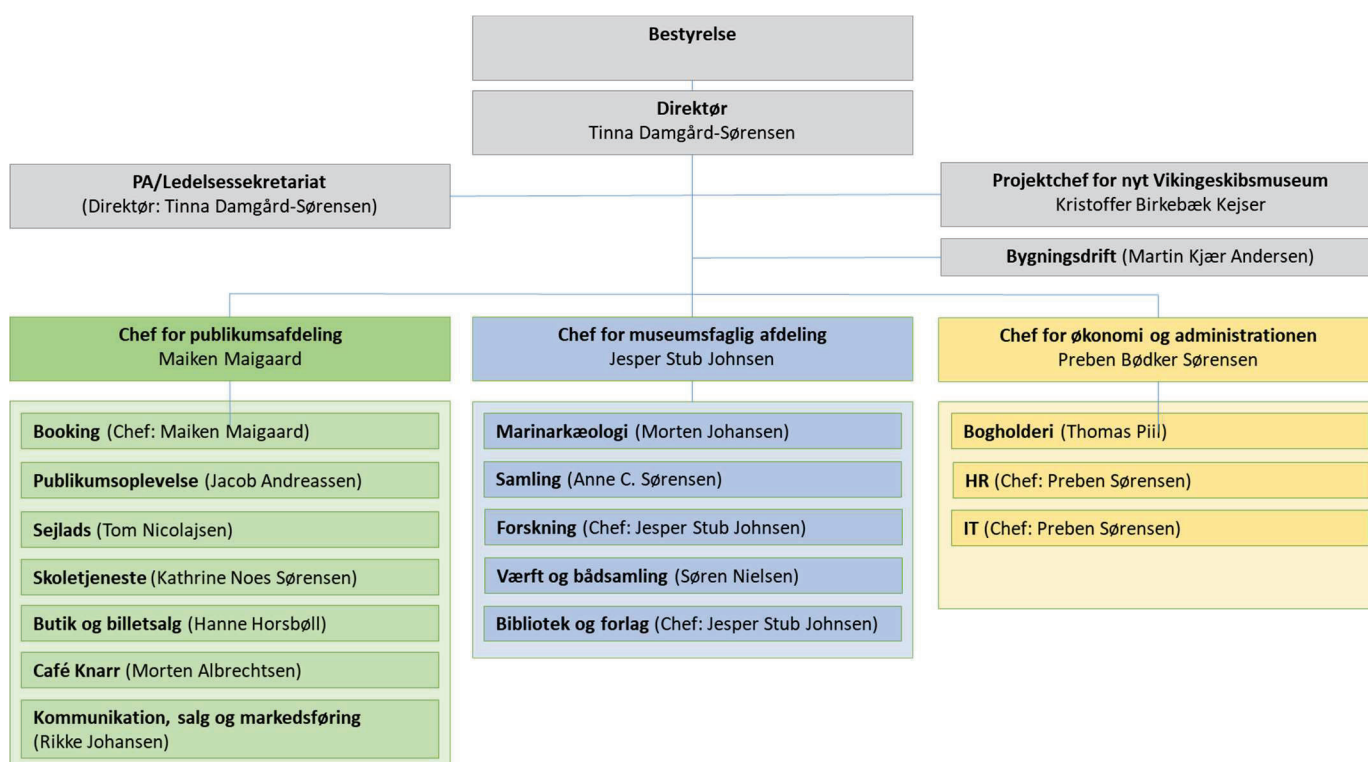 Bestyrelse
Direktør
Tinna Damgård-Sørensen
PA/Ledelsessekretariat
(Direktør: Tinna Damgård-Sørensen)
Projektchef for nyt Vikingeskibsmuseum
Kristoffer Birkebæk Kejser
Bygningsdrift (Martin Kjær Andersen)
Chef for publikumsafdeling
Maiken Maigaard
Booking (Chef: Maiken Maigaard)
Publikumsoplevelse (Jacob Andreassen)
Sejlads (Tom Nicolajsen)
Skoletjeneste (Kathrine Noes Sørensen)
Butik og billetsalg (Hanne Horsbøll)
Café Knarr (Morten Albrechtsen)
Kommunikation, salg og markedsføring
(Rikke Johansen)
Chef for museumsfaglig afdeling
Jesper Stub Johnsen
Marinarkæologi (Morten Johansen)
Samling (Anne C. Sørensen)
Forskning (Chef: Jesper Stub Johnsen)
Værft og bådsamling (Søren Nielsen)
Bibliotek og forlag (Chef: Jesper Stub Johnsen)
Chef for økonomi og administrationen
Preben Bødker Sørensen
Bogholderi (Thomas Piil)
HR (Chef: Preben Sørensen)
IT (Chef: Preben Sørensen)